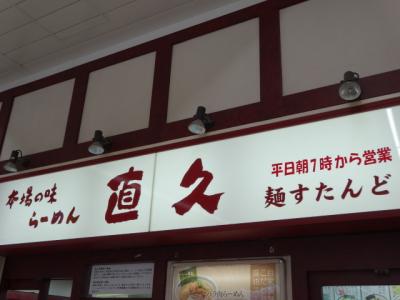 本場の味
らーめん
直久
平日朝7時から営業
麺すたんど